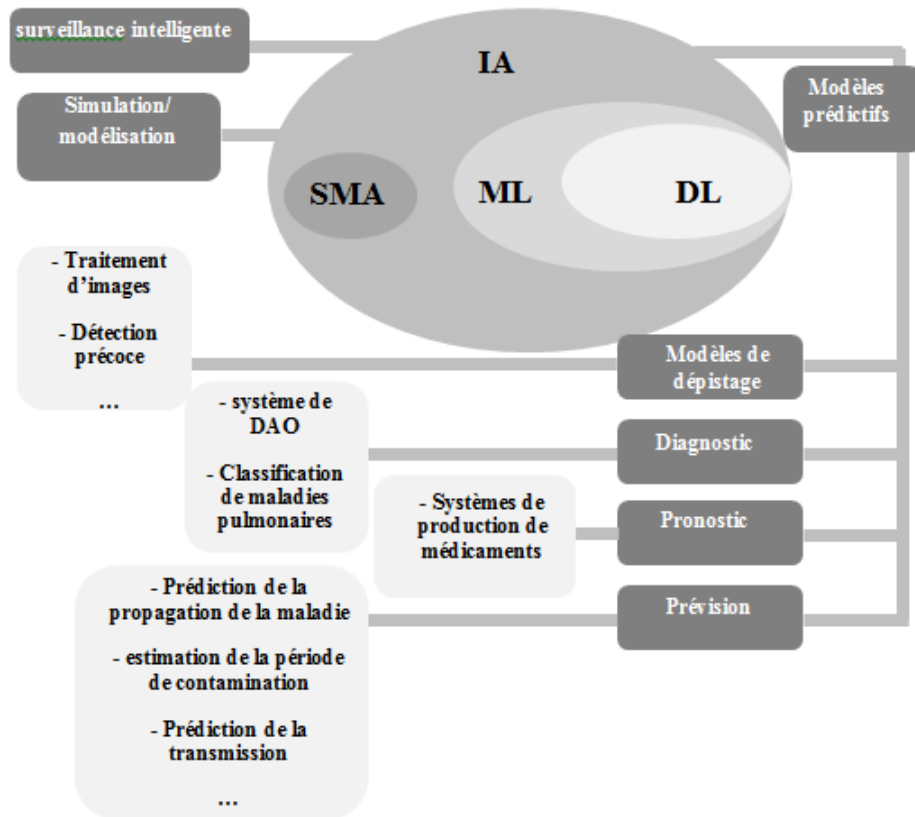 surveillance intelligente
IA
Modèles
prédictifs
Simulation/
modélisation
SMA
ML
DL
- Traitement
d'images
- Détection
précoce
...
Modèles de
dépistage
- système de
DAO
- Classification
de maladies
pulmonaires
Diagnostic
- Systèmes de
production de
médicaments
Pronostic
- Prédiction de la
propagation de la maladie
- estimation de la période
de contamination
- Prédiction de la
transmission
...
Prévision